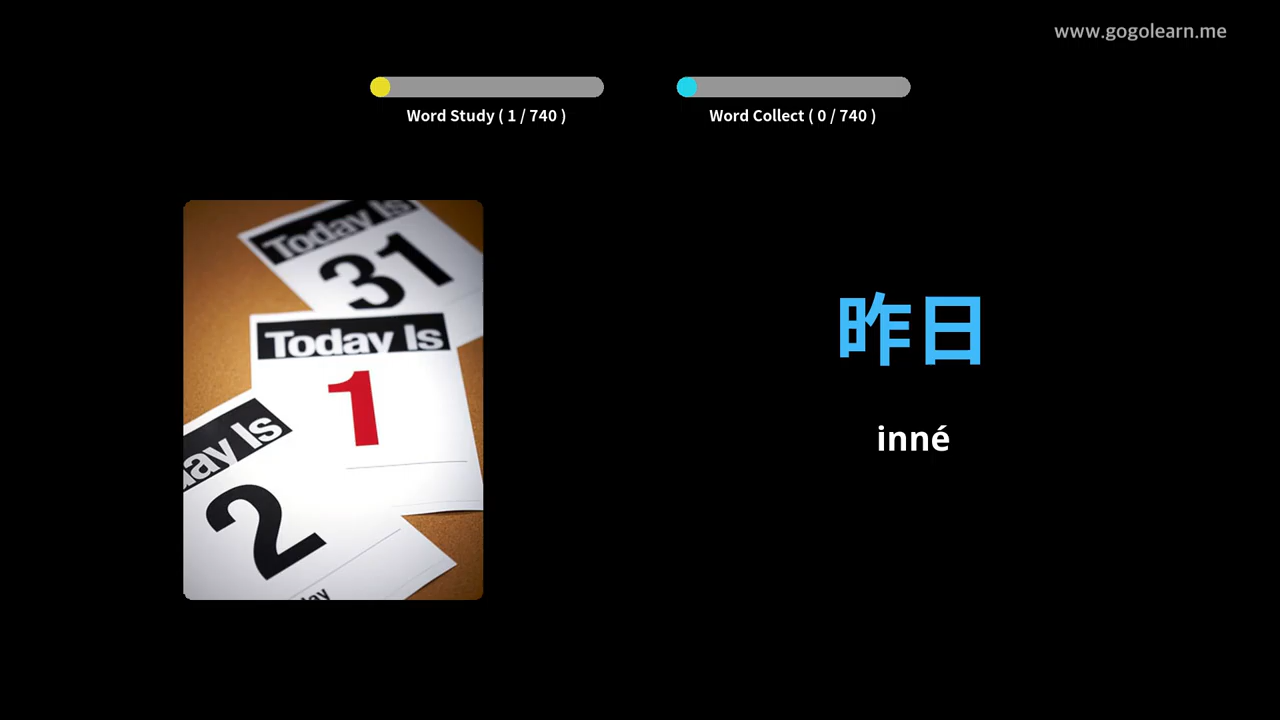 www.gogolearn.me
Word Study ( 1 / 740 )
Word Collect ( 0 / 740 )
Today Is
31
Today Is
1
ay Is
2
昨日
inné